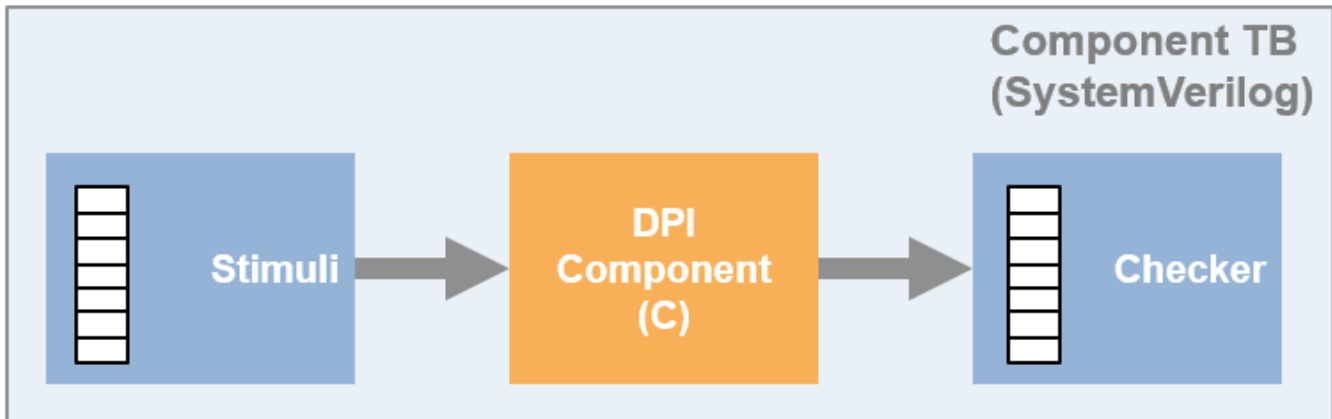 Component TB
(SystemVerilog)
Stimuli
DPI
Component
(C)
Checker